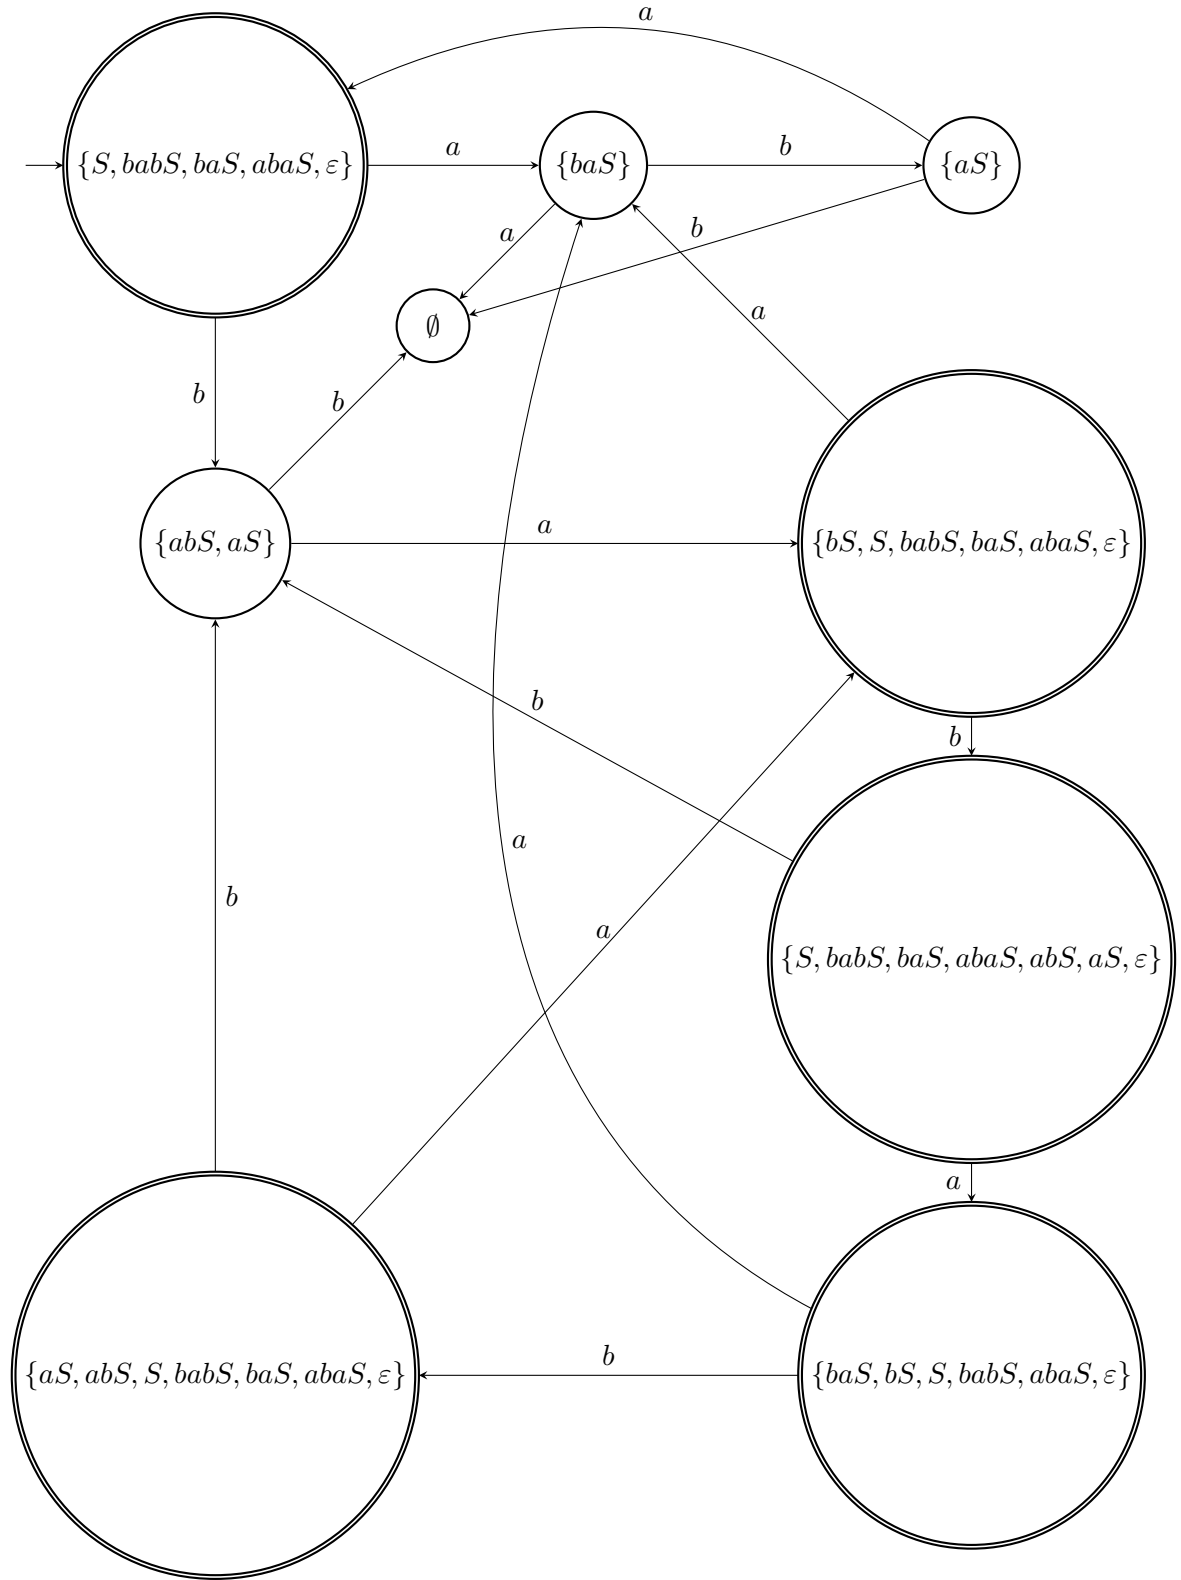 a
{S, babS, baS, abaS, ε}
a
{baS}
b
{aS}
a
b
∅
a
b
b
{abS, aS}
a
{bS, S, babS, baS, abaS, ε}
b
b
a
b
a
{S, babS, baS, abaS, abS, aS, ε}
a
b
{aS, abS, S, babS, baS, abaS, ε}
{baS, bS, S, babS, abaS, ε}